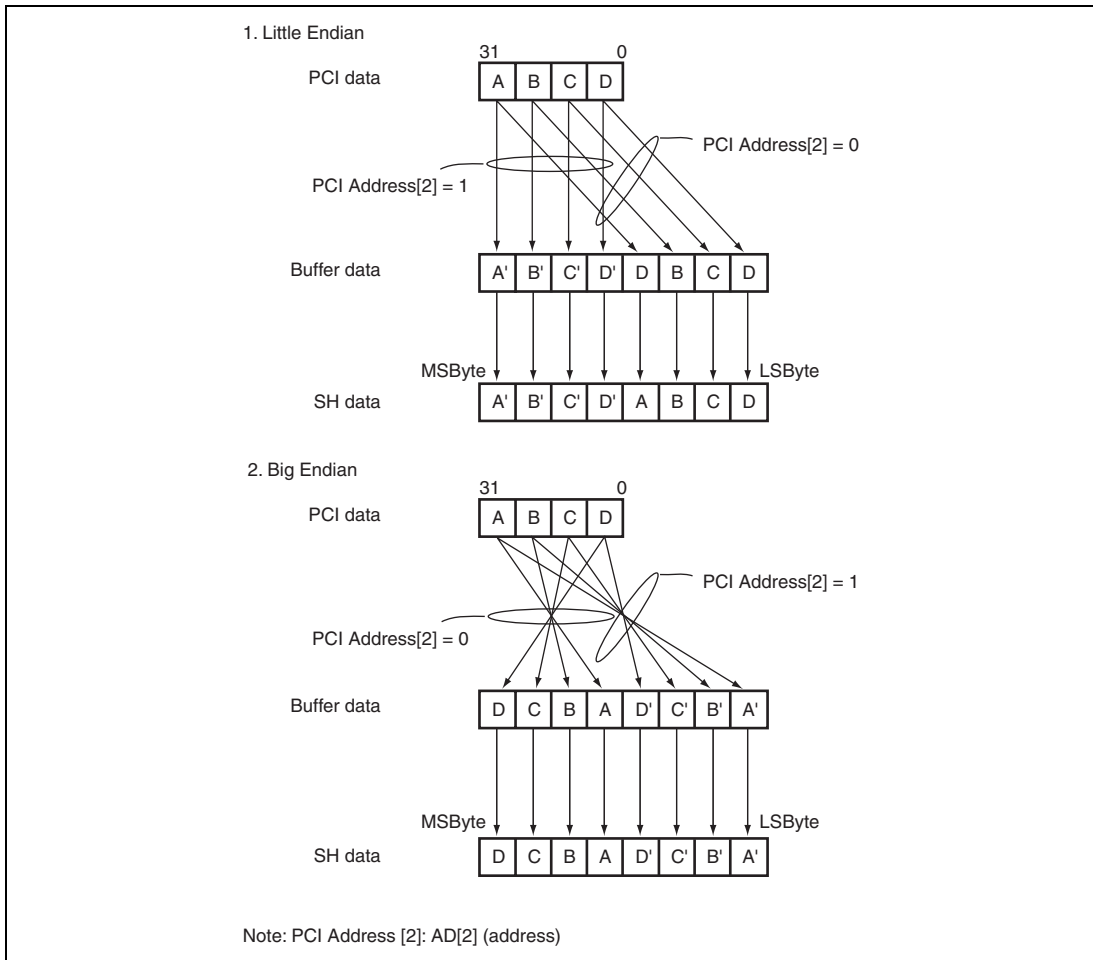 1. Little Endian
31 0
PCI data A B C D
PCI Address[2] = 0
PCI Address[2] = 1
Buffer data A' B' C' D' D B C D
MSByte LSByte
SH data A' B' C' D' A B C D
2. Big Endian
31 0
PCI data A B C D
PCI Address[2] = 1
PCI Address[2] = 0
Buffer data D C B A D' C' B' A'
MSByte LSByte
SH data D C B A D' C' B' A'
Note: PCI Address [2]: AD[2] (address)